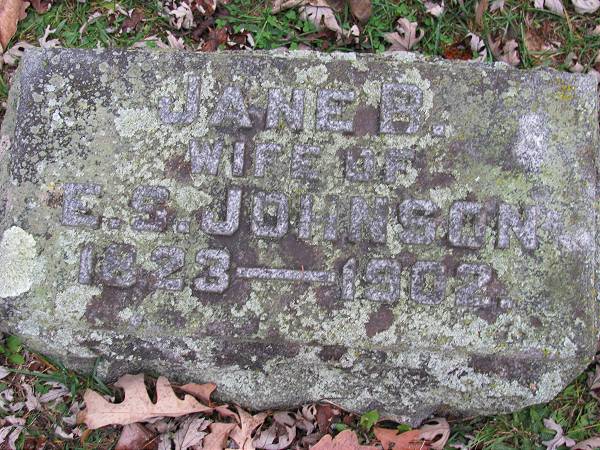 JANE B.
WIFE OF
E. S. JOHNSON
1823—1902.